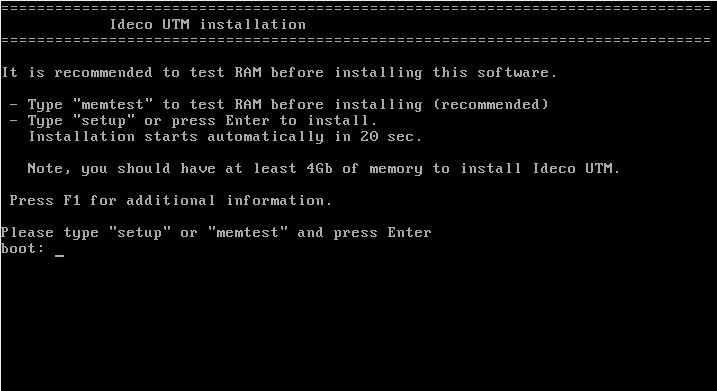 ===============================================================================
Ideco UTM installation
===============================================================================
It is recommended to test RAM before installing this software.
- Type "memtest" to test RAM before installing (recommended)
- Type "setup" or press Enter to install.
Installation starts automatically in 20 sec.
Note, you should have at least 4Gb of memory to install Ideco UTM.
Press F1 for additional information.
Please type "setup" or "memtest" and press Enter
boot: _